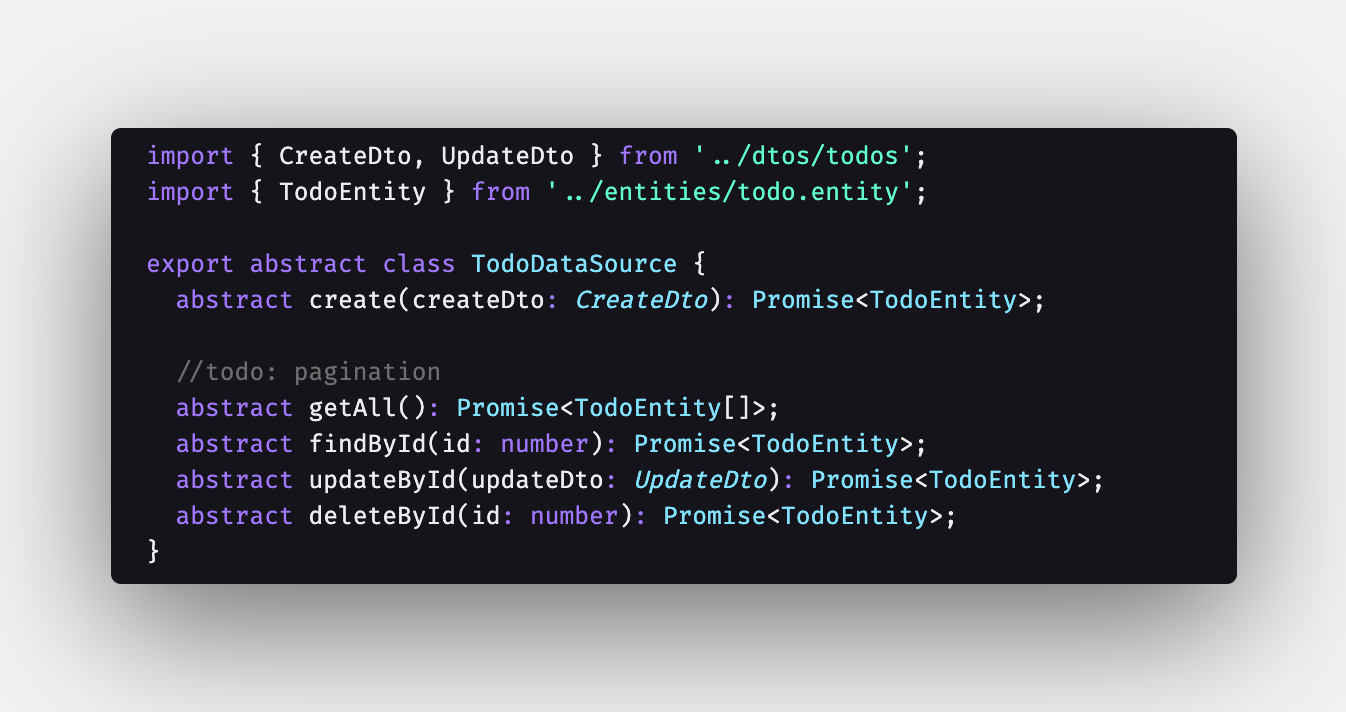 import { CreateDto, UpdateDto } from '../dtos/todos';
import { TodoEntity } from '../entities/todo.entity';

export abstract class TodoDataSource {
  abstract create(createDto: CreateDto): Promise<TodoEntity>;

  //todo: pagination
  abstract getAll(): Promise<TodoEntity[]>;
  abstract findById(id: number): Promise<TodoEntity>;
  abstract updateById(updateDto: UpdateDto): Promise<TodoEntity>;
  abstract deleteById(id: number): Promise<TodoEntity>;
}